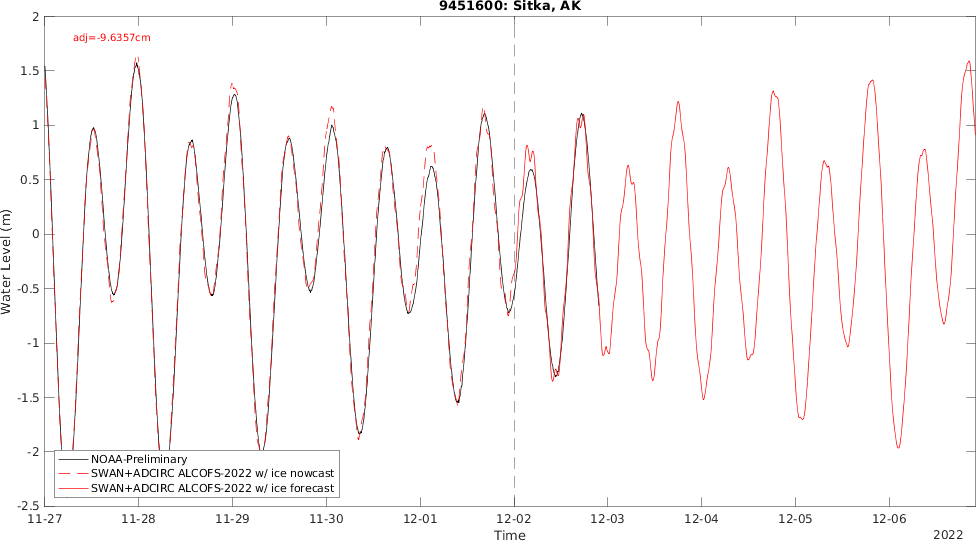 9451600: Sitka, AK
adj=-9.6357cm
2
1.5
1
0.5
0
-0.5
-1
-1.5
-2
-2.5
Water Level (m)
NOAA-Preliminary
SWAN+ADCIRC ALCOFS-2022 w/ ice nowcast
SWAN+ADCIRC ALCOFS-2022 w/ ice forecast
11-27 11-28 11-29 11-30 12-01 12-02 12-03 12-04 12-05 12-06
Time
2022